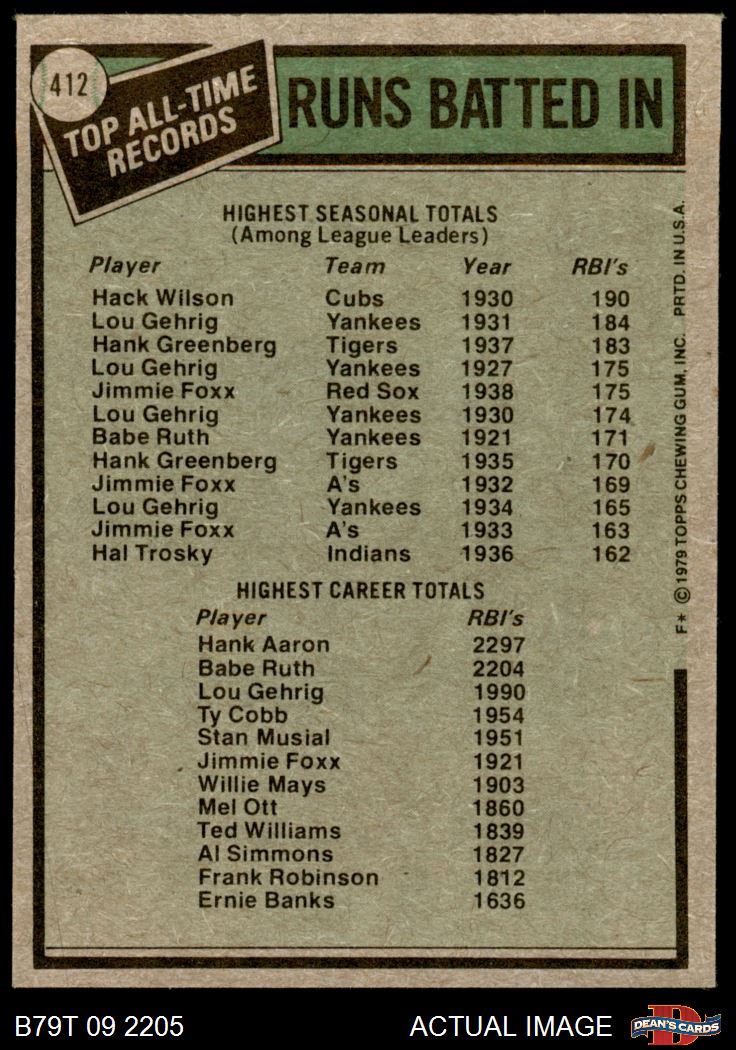 412
TOP ALL-TIME
RECORDS
RUNS BATTED IN
HIGHEST SEASONAL TOTALS
(Among League Leaders)
Player Team Year RBI's
Hack Wilson Cubs 1930 190
Lou Gehrig Yankees 1931 184
Hank Greenberg Tigers 1937 183
Lou Gehrig Yankees 1927 175
Jimmie Foxx Red Sox 1938 175
Lou Gehrig Yankees 1930 174
Babe Ruth Yankees 1921 171
Hank Greenberg Tigers 1935 170
Jimmie Foxx A's 1932 169
Lou Gehrig Yankees 1934 165
Jimmie Foxx A's 1933 163
Hal Trosky Indians 1936 162
HIGHEST CAREER TOTALS
Player RBI's
Hank Aaron 2297
Babe Ruth 2204
Lou Gehrig 1990
Ty Cobb 1954
Stan Musial 1951
Jimmie Foxx 1921
Willie Mays 1903
Mel Ott 1860
Ted Williams 1839
Al Simmons 1827
Frank Robinson 1812
Ernie Banks 1636
F* © 1979 TOPPS CHEWING GUM, INC. PRTD. IN U.S.A.
B79T 09 2205
ACTUAL IMAGE
D
DEAN'S CARDS